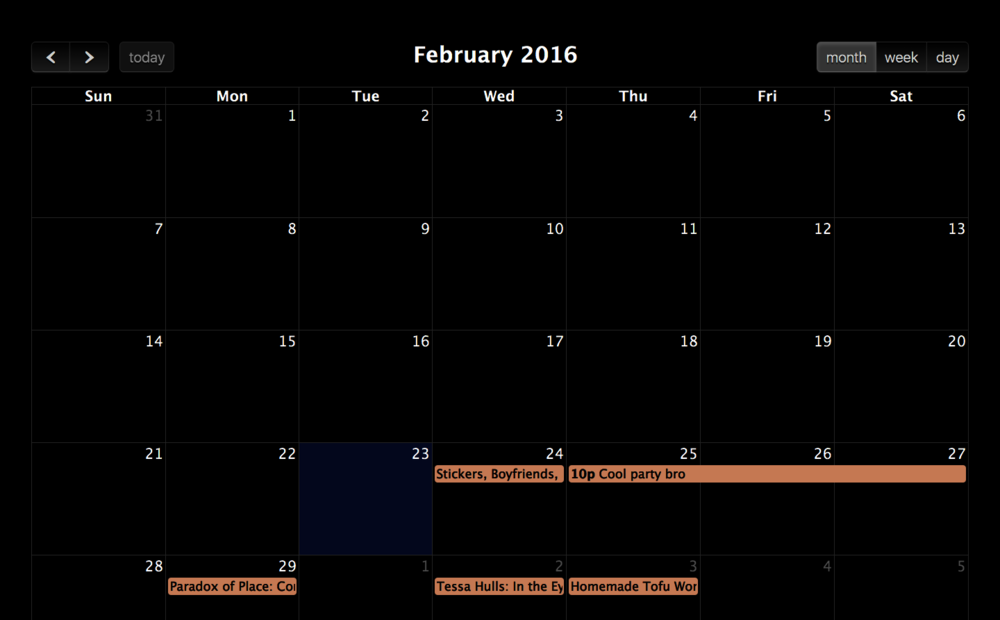 today
February 2016
month week day
Sun Mon Tue Wed Thu Fri Sat
31 1 2 3 4 5 6
7 8 9 10 11 12 13
14 15 16 17 18 19 20
21 22 23 24 25 26 27
Stickers, Boyfriends, 10p Cool party bro
28 29 1 2 3 4 5
Paradox of Place: Tessa Hulls: In the Homemade Tofu